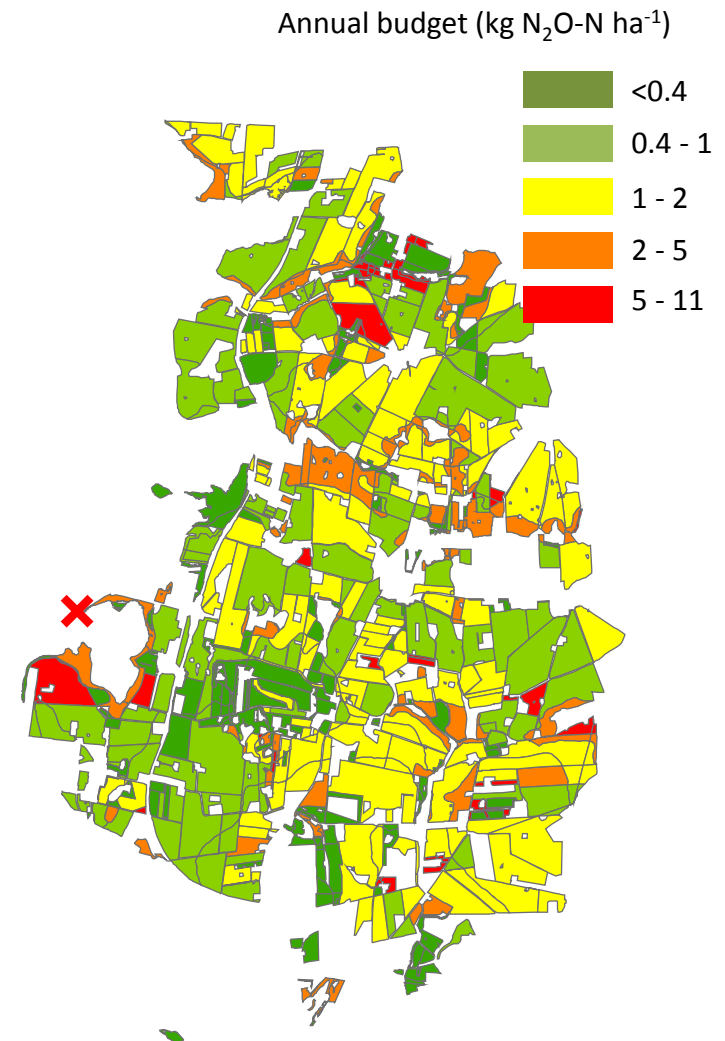 Annual budget (kg N₂O-N ha⁻¹)
<0.4
0.4 - 1
1 - 2
2 - 5
5 - 11